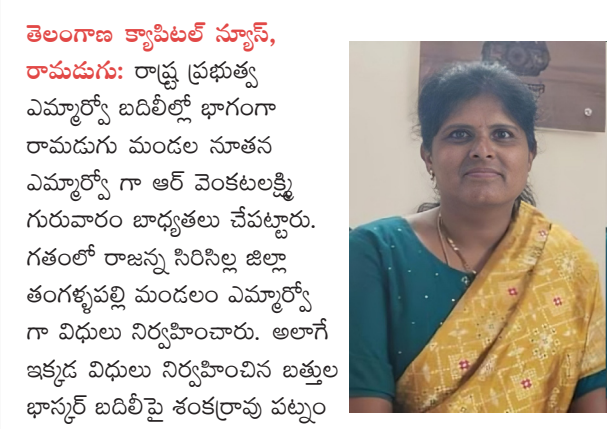 తెలంగాణ క్యాపిటల్ న్యూస్,
రామడుగు: రాష్ట్ర ప్రభుత్వ
ఎమ్మార్వో బదిలీల్లో భాగంగా
రామడుగు మండల నూతన
ఎమ్మార్వో గా ఆర్ వెంకటలక్ష్మి
గురువారం బాధ్యతలు చేపట్టారు.
గతంలో రాజన్న సిరిసిల్ల జిల్లా
తంగళ్ళపల్లి మండలం ఎమ్మార్వో
గా విధులు నిర్వహించారు. అలాగే
ఇక్కడ విధులు నిర్వహించిన బత్తుల
భాస్కర్ బదిలీపై శంకర్రావు పట్నం